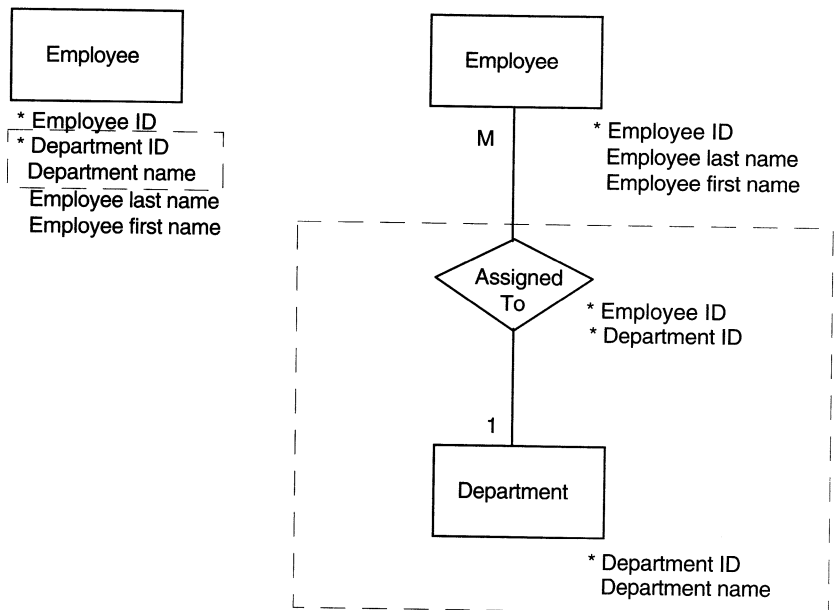 Employee
* Employee ID
* Department ID
Department name
Employee last name
Employee first name
Employee
M
* Employee ID
Employee last name
Employee first name
Assigned
To
* Employee ID
* Department ID
1
Department
* Department ID
Department name